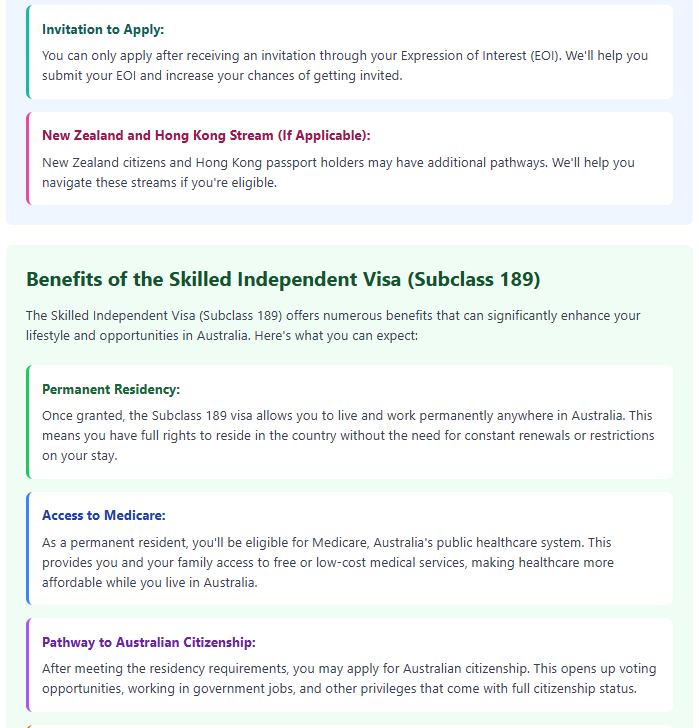 Invitation to Apply:
You can only apply after receiving an invitation through your Expression of Interest (EOI). We'll help you
submit your EOI and increase your chances of getting invited.
New Zealand and Hong Kong Stream (If Applicable):
New Zealand citizens and Hong Kong passport holders may have additional pathways. We'll help you
navigate these streams if you're eligible.
Benefits of the Skilled Independent Visa (Subclass 189)
The Skilled Independent Visa (Subclass 189) offers numerous benefits that can significantly enhance your
lifestyle and opportunities in Australia. Here's what you can expect:
Permanent Residency:
Once granted, the Subclass 189 visa allows you to live and work permanently anywhere in Australia. This
means you have full rights to reside in the country without the need for constant renewals or restrictions
on your stay.
Access to Medicare:
As a permanent resident, you'll be eligible for Medicare, Australia's public healthcare system. This
provides you and your family access to free or low-cost medical services, making healthcare more
affordable while you live in Australia.
Pathway to Australian Citizenship:
After meeting the residency requirements, you may apply for Australian citizenship. This opens up voting
opportunities, working in government jobs, and other privileges that come with full citizenship status.